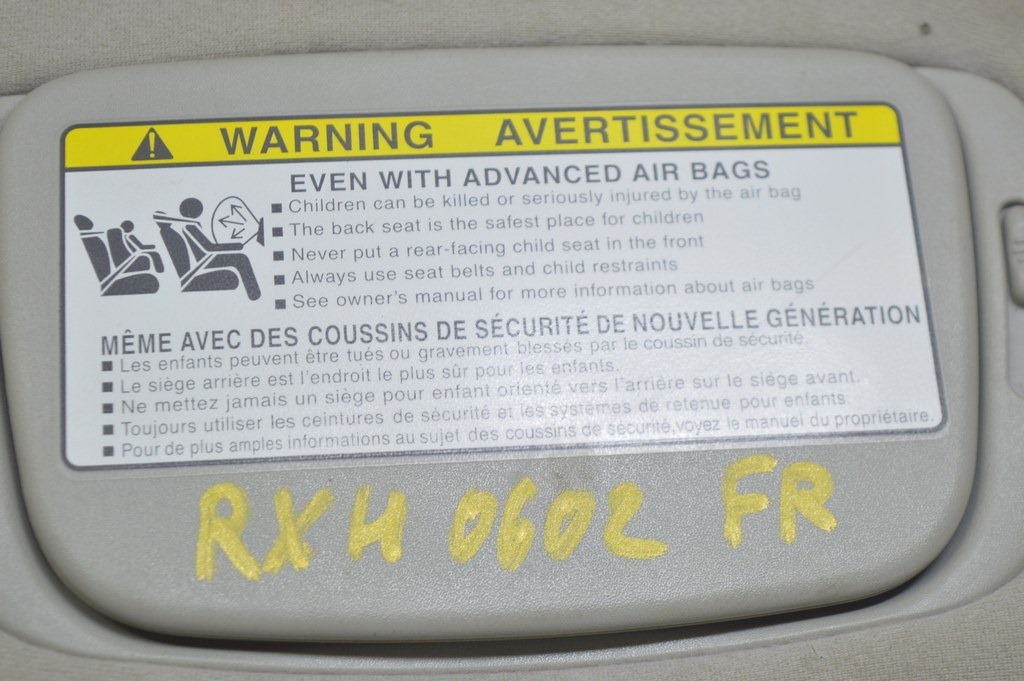 WARNING AVERTISSEMENT
EVEN WITH ADVANCED AIR BAGS
■ Children can be killed or seriously injured by the air bag
■ The back seat is the safest place for children
■ Never put a rear-facing child seat in the front
■ Always use seat belts and child restraints
■ See owner's manual for more information about air bags
MÊME AVEC DES COUSSINS DE SÉCURITÉ DE NOUVELLE GÉNÉRATION
■ Les enfants peuvent être tués ou gravement blessés par le coussin de sécurité.
■ Le siége arrière est l'endroit le plus sûr pour les enfants.
■ Ne mettez jamais un siège pour enfant orienté vers l'arrière sur le siège avant.
■ Toujours utiliser les ceintures de sécurité et les systèmes de retenue pour enfants.
■ Pour de plus amples informations au sujet des coussins de sécurité,voyez le manuel du propriétaire.
RXH 0602 FR